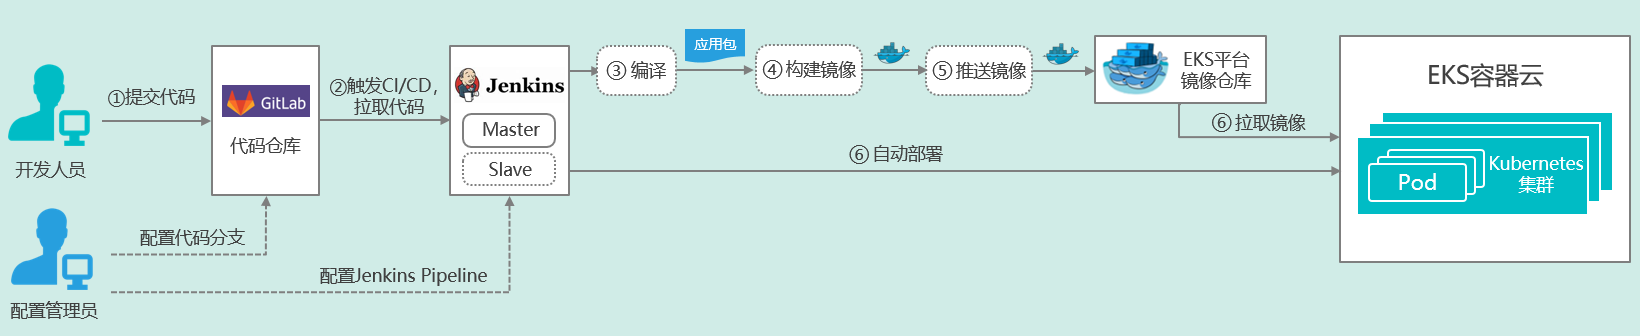 ①提交代码
开发人员
GitLab
代码仓库
②触发CI/CD，
拉取代码
Jenkins
Master
Slave
③ 编译
应用包
④ 构建镜像
⑤ 推送镜像
EKS平台
镜像仓库
⑥ 拉取镜像
⑥ 自动部署
EKS容器云
Kubernetes
集群
Pod
配置代码分支
配置Jenkins Pipeline
配置管理员